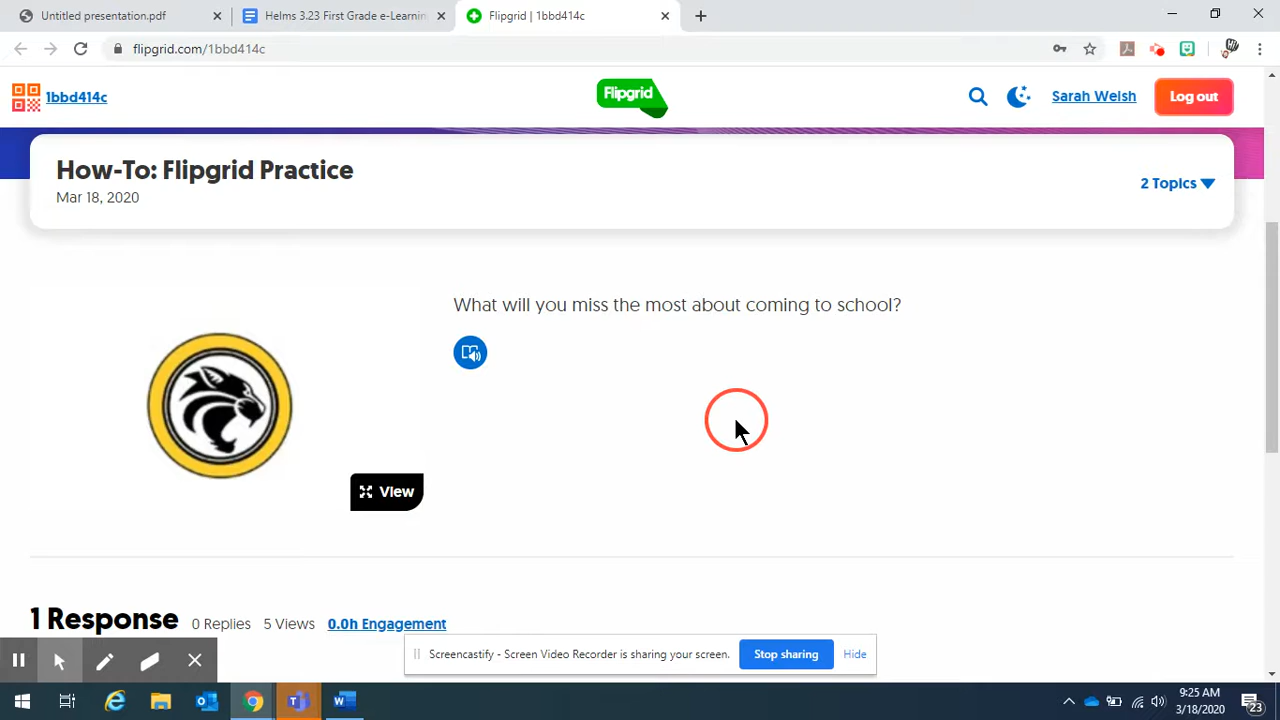 Untitled presentation.pdf
Helms 3.23 First Grade e-Learnin
Flipgrid | 1bbd414c
flipgrid.com/1bbd414c
1bbd414c
Flipgrid
Sarah Welsh
Log out
How-To: Flipgrid Practice
Mar 18, 2020
2 Topics
What will you miss the most about coming to school?
View
1 Response 0 Replies 5 Views 0.0h Engagement
Screencastify - Screen Video Recorder is sharing your screen. Stop sharing Hide
9:25 AM
3/18/2020
23